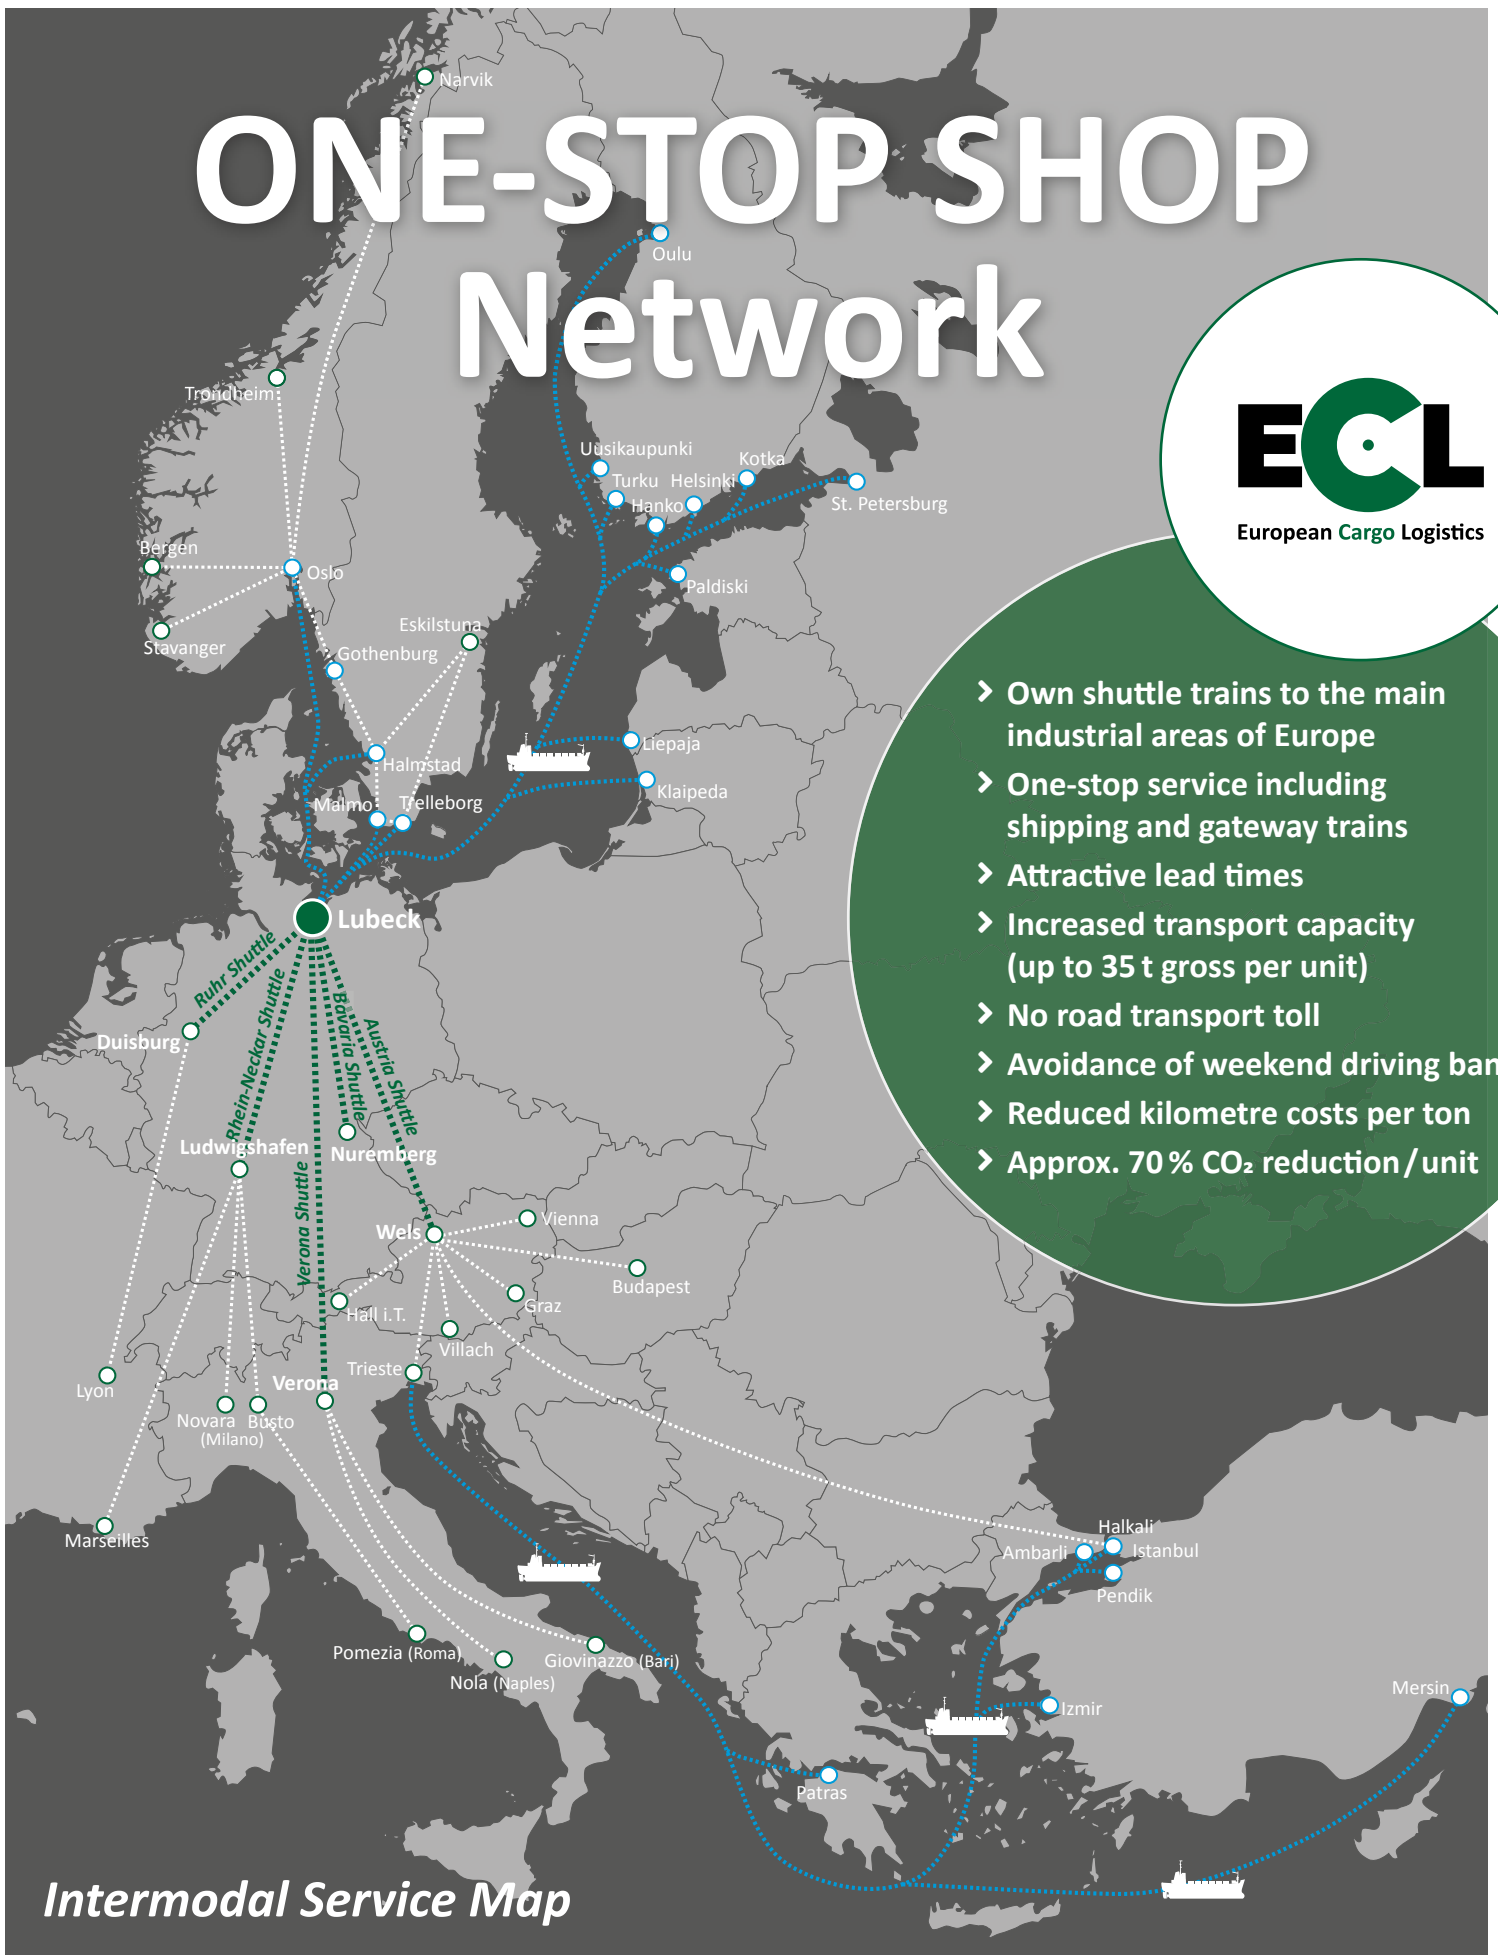 Narvik
ONE-STOP SHOP
Network
Oulu
Trondheim
Uusikaupunki
Turku
Helsinki
Kotka
Hanko
St. Petersburg
Bergen
Oslo
Paldiski
Stavanger
Eskilstuna
Gothenburg
Liepaja
Halmstad
Klaipeda
Malmo
Trelleborg
Lubeck
ECL
European Cargo Logistics
Own shuttle trains to the main
industrial areas of Europe
One-stop service including
shipping and gateway trains
Attractive lead times
Increased transport capacity
(up to 35 t gross per unit)
No road transport toll
Avoidance of weekend driving ban
Reduced kilometre costs per ton
Approx. 70 % CO₂ reduction / unit
Ruhr Shuttle
Rhein-Neckar Shuttle
Verona Shuttle
Bavaria Shuttle
Austria Shuttle
Duisburg
Ludwigshafen
Nuremberg
Wels
Vienna
Budapest
Graz
Hall i.T.
Villach
Trieste
Verona
Lyon
Novara
(Milano)
Busto
Marseilles
Pomezia (Roma)
Nola (Naples)
Giovinazzo (Bari)
Halkali
Ambarli
Istanbul
Pendik
Izmir
Mersin
Patras
Intermodal Service Map